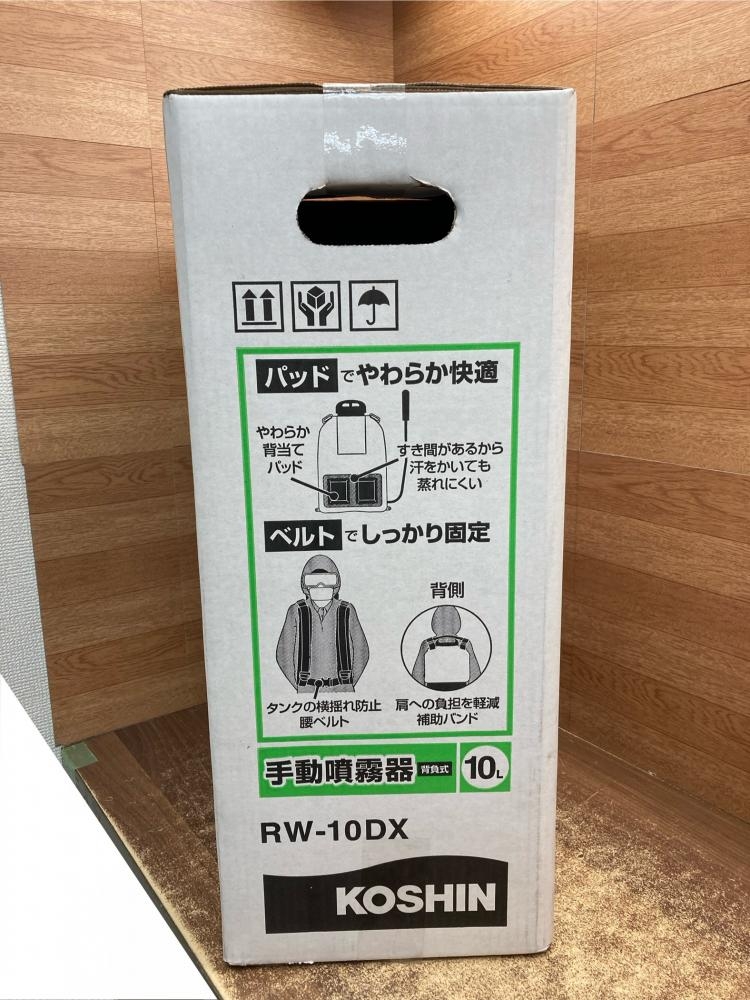 パッドでやわらか快適
やわらか
背当て
パッド
すき間があるから
汗をかいても
蒸れにくい
ベルトでしっかり固定
背側
タンクの横揺れ防止
腰ベルト
肩への負担を軽減
補助バンド
手動噴霧器 背負式 10L
RW-10DX
KOSHIN